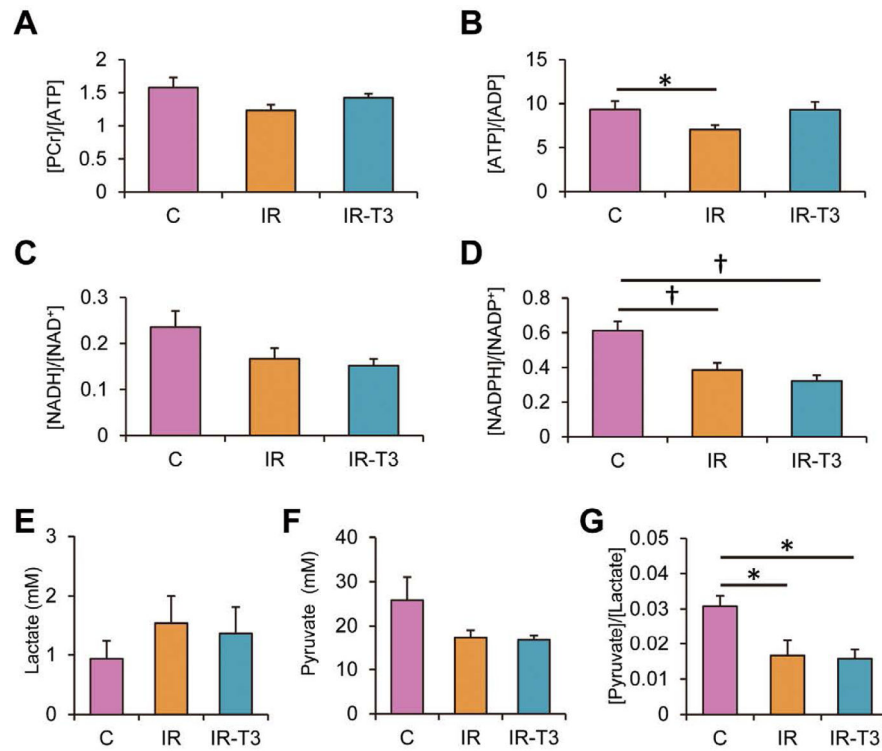 A
[PCr]/[ATP]
2
1.5
1
0.5
0
C IR IR-T3
B
[ATP]/[ADP]
15
10
5
0
*
C IR IR-T3
C
[NADH]/[NAD⁺]
0.3
0.2
0.1
0
C IR IR-T3
D
[NADPH]/[NADP⁺]
0.8
0.6
0.4
0.2
0
†
†
C IR IR-T3
E
Lactate (mM)
3
2
1
0
C IR IR-T3
F
Pyruvate (mM)
40
30
20
10
0
C IR IR-T3
G
[Pyruvate]/[Lactate]
0.05
0.04
0.03
0.02
0.01
0
*
*
C IR IR-T3